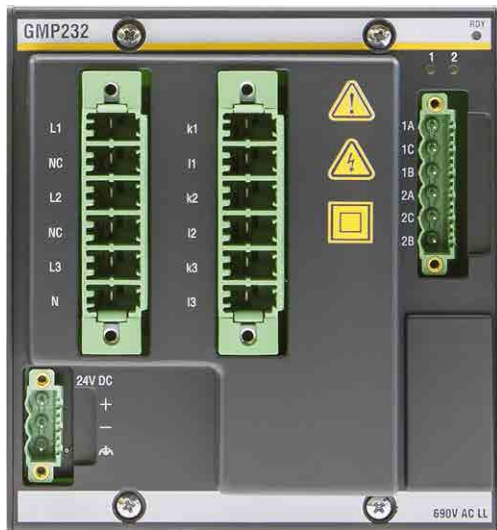 GMP232
RDY
1 2
L1
NC
L2
NC
L3
N
k1
l1
k2
l2
k3
l3
1A
1C
1B
2A
2C
2B
24V DC
+
−
690V AC LL